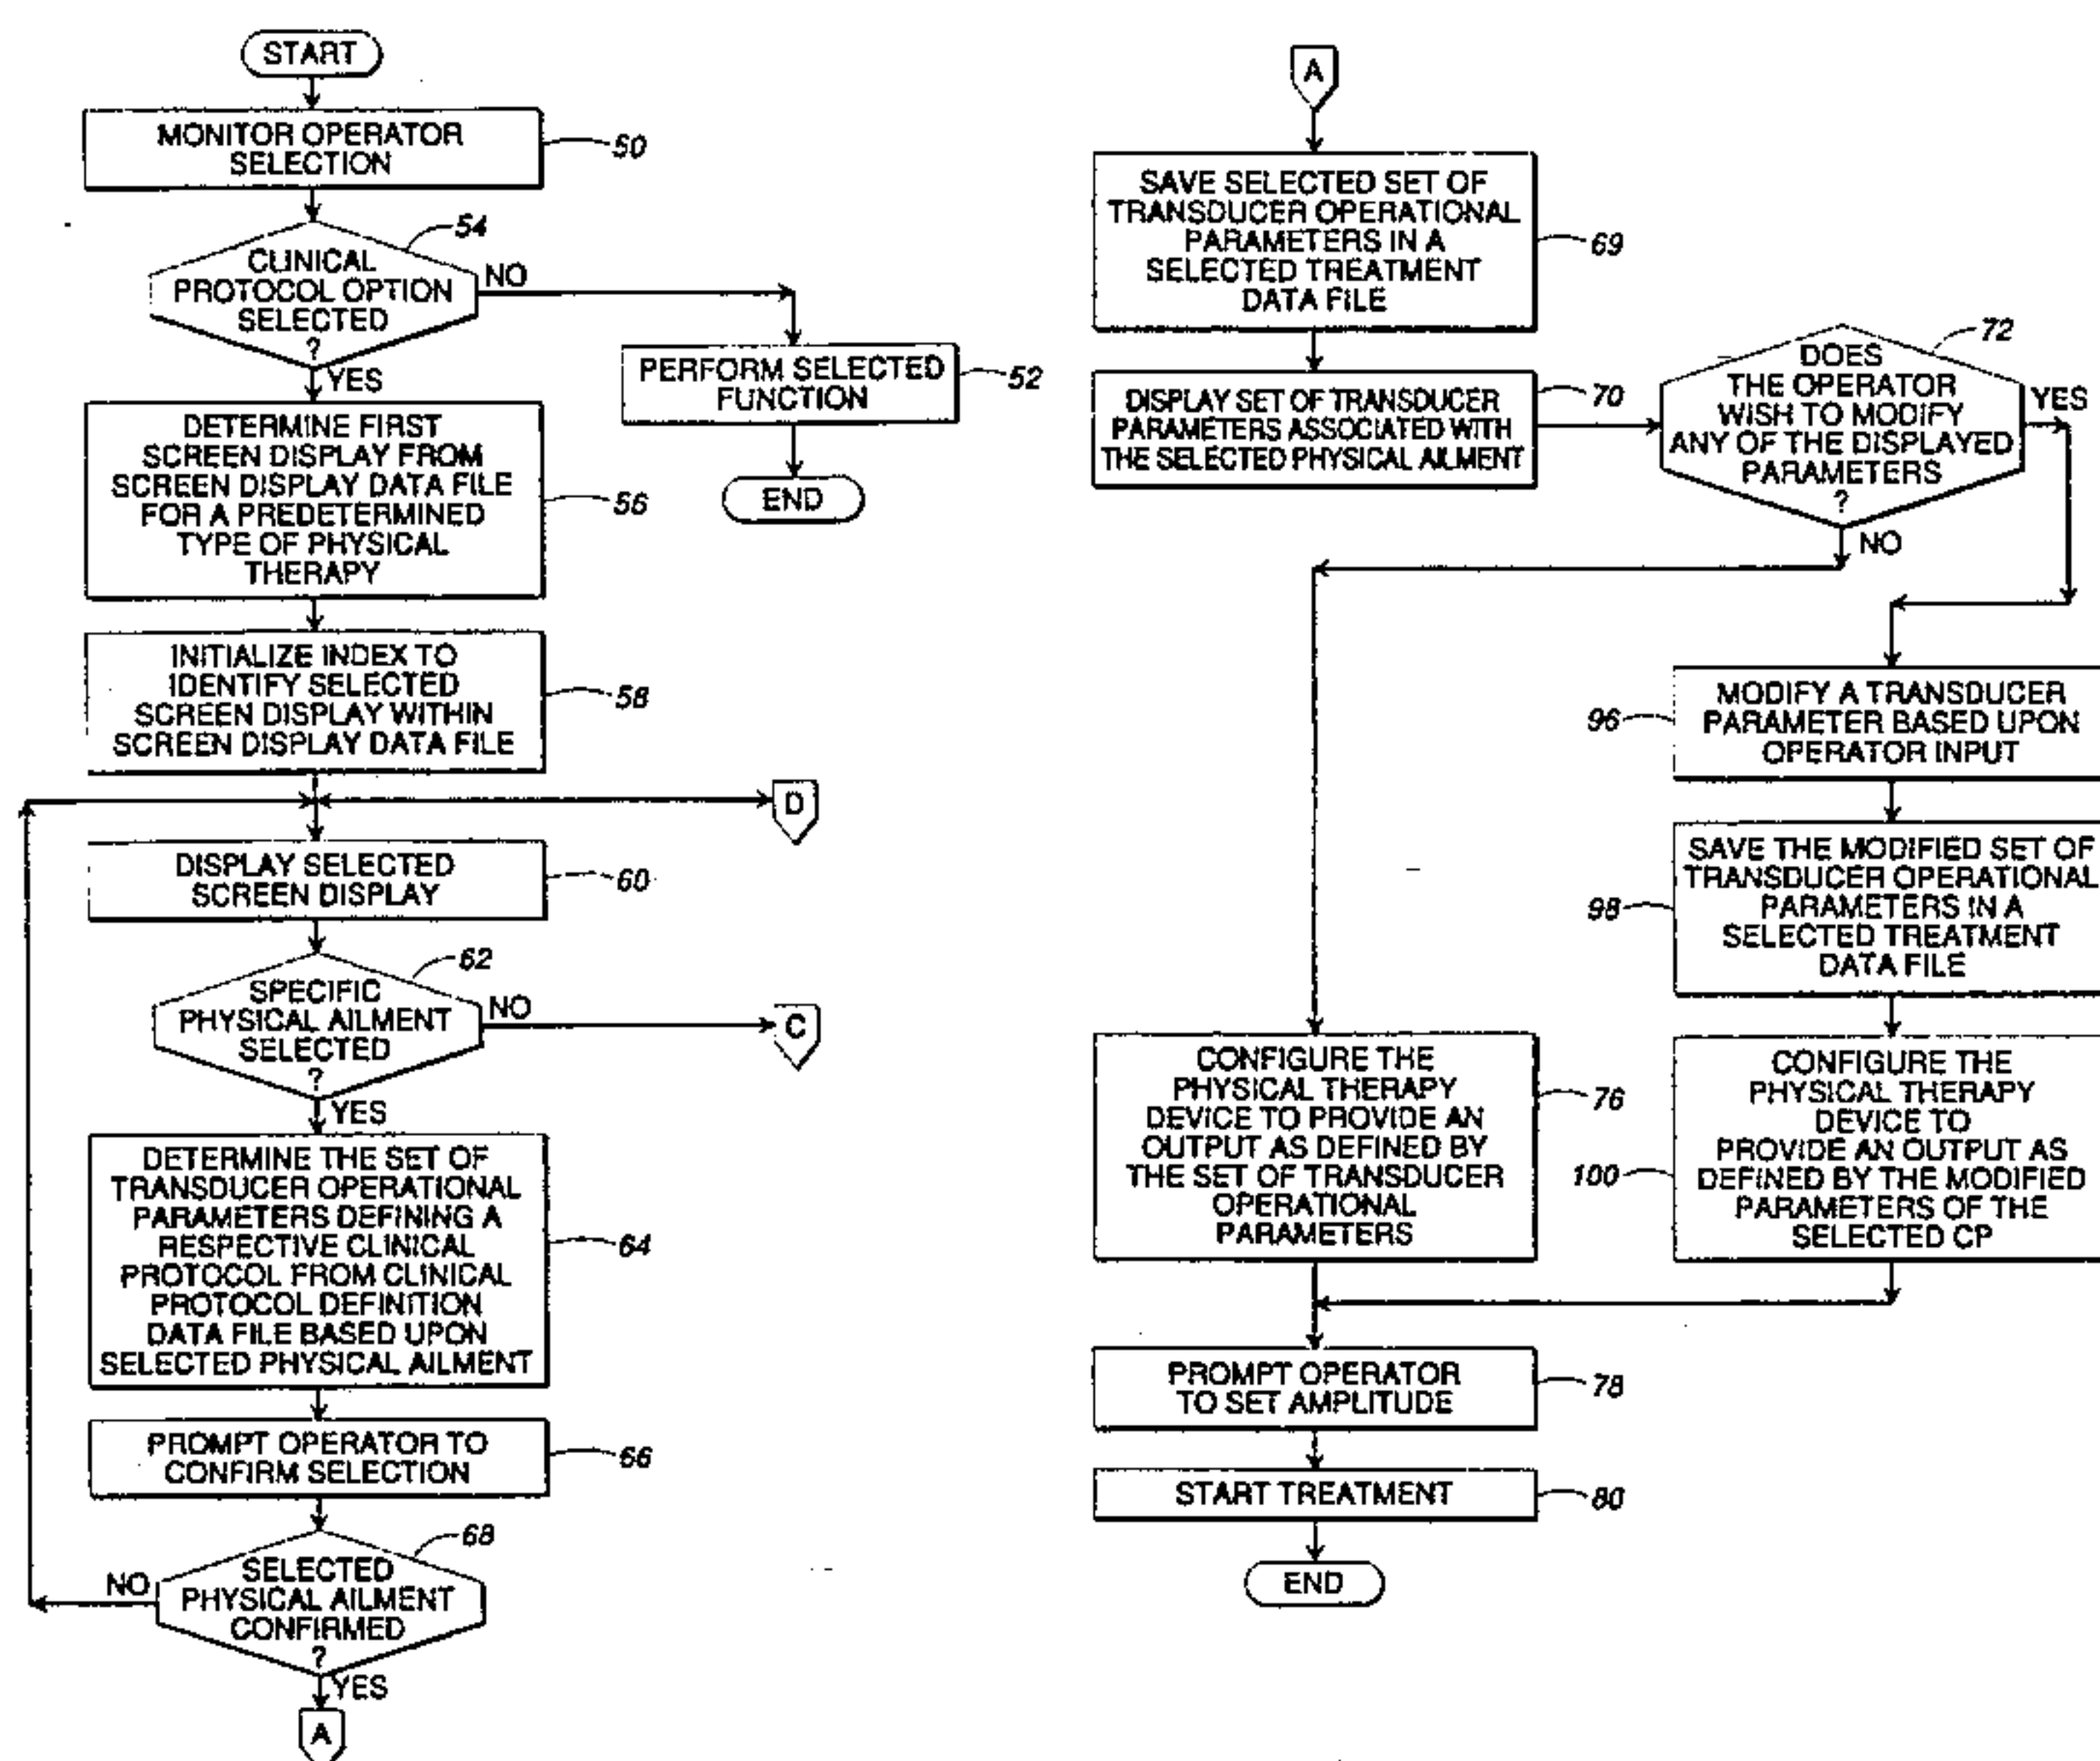 START
MONITOR OPERATOR
SELECTION
50
54
CLINICAL
PROTOCOL OPTION
SELECTED
?
NO
YES
PERFORM SELECTED
FUNCTION
52
END
DETERMINE FIRST
SCREEN DISPLAY FROM
SCREEN DISPLAY DATA FILE
FOR A PREDETERMINED
TYPE OF PHYSICAL
THERAPY
56
INITIALIZE INDEX TO
IDENTIFY SELECTED
SCREEN DISPLAY WITHIN
SCREEN DISPLAY DATA FILE
58
D
DISPLAY SELECTED
SCREEN DISPLAY
60
62
SPECIFIC
PHYSICAL AILMENT
SELECTED
?
NO
C
YES
DETERMINE THE SET OF
TRANSDUCER OPERATIONAL
PARAMETERS DEFINING A
RESPECTIVE CLINICAL
PROTOCOL FROM CLINICAL
PROTOCOL DEFINITION
DATA FILE BASED UPON
SELECTED PHYSICAL AILMENT
64
PROMPT OPERATOR TO
CONFIRM SELECTION
66
68
SELECTED
PHYSICAL AILMENT
CONFIRMED
?
NO
YES
A
A
SAVE SELECTED SET OF
TRANSDUCER OPERATIONAL
PARAMETERS IN A
SELECTED TREATMENT
DATA FILE
69
DISPLAY SET OF TRANSDUCER
PARAMETERS ASSOCIATED WITH
THE SELECTED PHYSICAL AILMENT
70
72
DOES
THE OPERATOR
WISH TO MODIFY
ANY OF THE DISPLAYED
PARAMETERS
?
YES
NO
MODIFY A TRANSDUCER
PARAMETER BASED UPON
OPERATOR INPUT
96
SAVE THE MODIFIED SET OF
TRANSDUCER OPERATIONAL
PARAMETERS IN A
SELECTED TREATMENT
DATA FILE
98
CONFIGURE THE
PHYSICAL THERAPY
DEVICE TO PROVIDE AN
OUTPUT AS DEFINED BY
THE SET OF TRANSDUCER
OPERATIONAL
PARAMETERS
76
CONFIGURE THE
PHYSICAL THERAPY
DEVICE TO
PROVIDE AN OUTPUT AS
DEFINED BY THE MODIFIED
PARAMETERS OF THE
SELECTED CP
100
PROMPT OPERATOR
TO SET AMPLITUDE
78
START TREATMENT
80
END